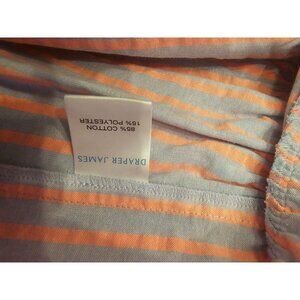 DRAPER JAMES
85% COTTON
15% POLYESTER